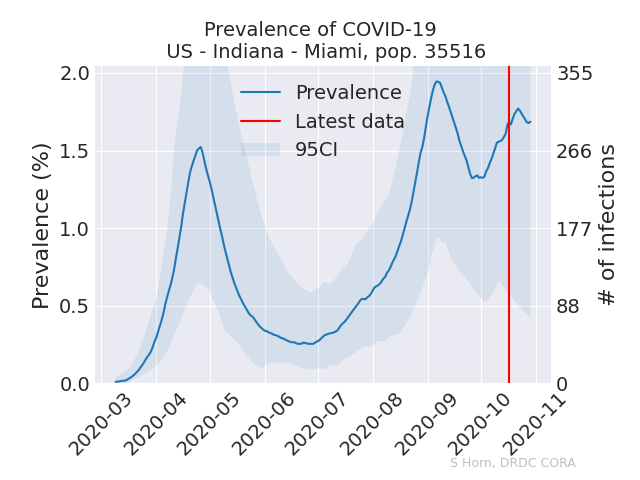 Prevalence of COVID-19
US - Indiana - Miami, pop. 35516
Prevalence (%)
2.0
1.5
1.0
0.5
0.0
Prevalence
Latest data
95CI
355
266
177
88
0
# of infections
2020-03
2020-04
2020-05
2020-06
2020-07
2020-08
2020-09
2020-10
2020-11
S Horn, DRDC CORA